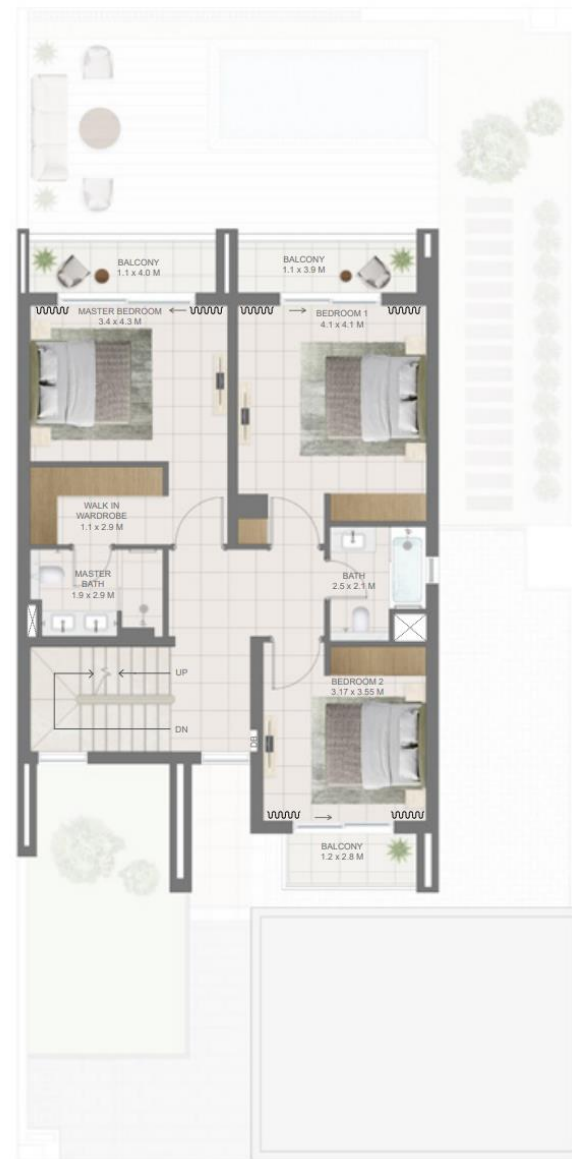 BALCONY
1.1 x 4.0 M
BALCONY
1.1 x 3.9 M
MASTER BEDROOM
3.4 x 4.3 M
BEDROOM 1
4.1 x 4.1 M
WALK IN
WARDROBE
1.1 x 2.9 M
MASTER
BATH
1.9 x 2.9 M
BATH
2.5 x 2.1 M
UP
DN
DB
BEDROOM 2
3.17 x 3.55 M
BALCONY
1.2 x 2.8 M